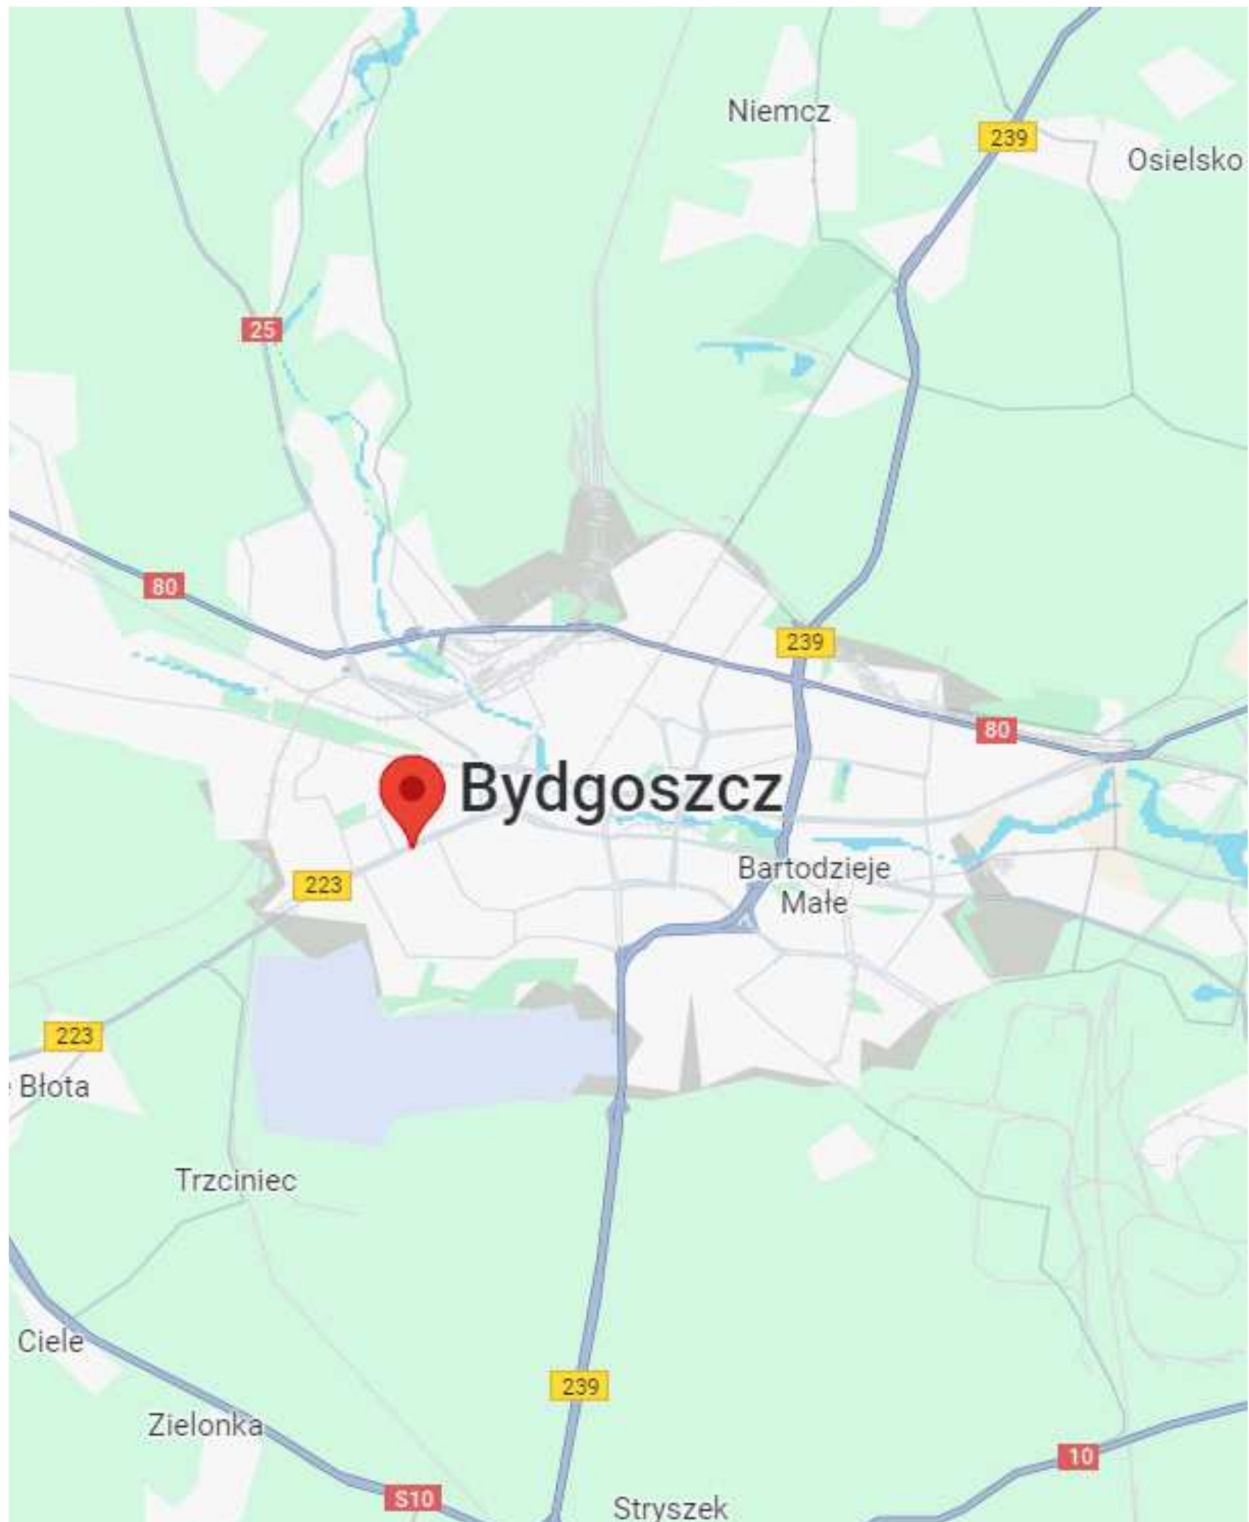 Niemcz
239
Osielsko
25
80
239
80
Bydgoszcz
Bartodzieje
Małe
223
223
Błota
Trzciniec
Ciele
239
Zielonka
10
S10
Stryszek